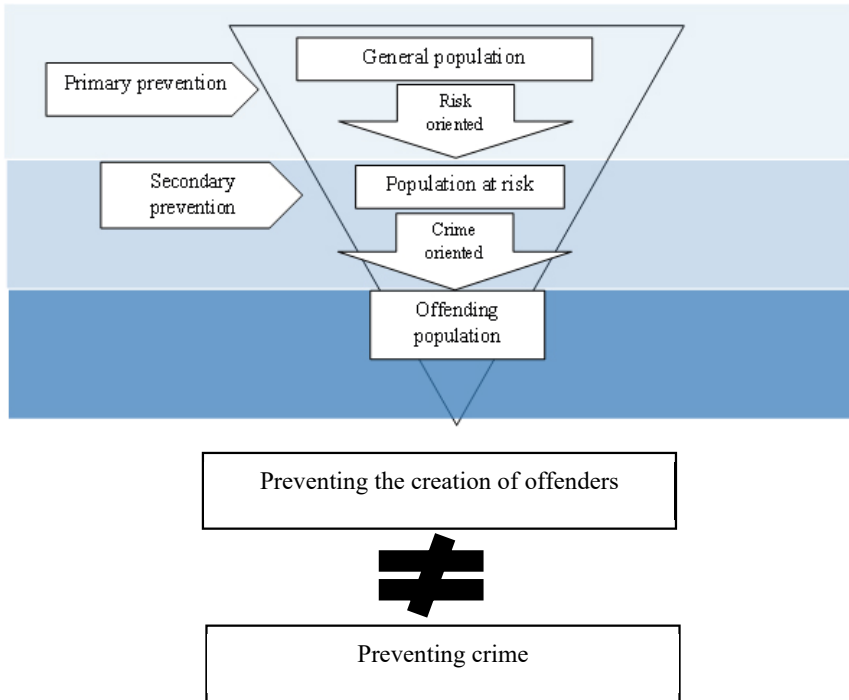 General population
Primary prevention
Risk
oriented
Secondary
prevention
Population at risk
Crime
oriented
Offending
population
Preventing the creation of offenders
≠
Preventing crime